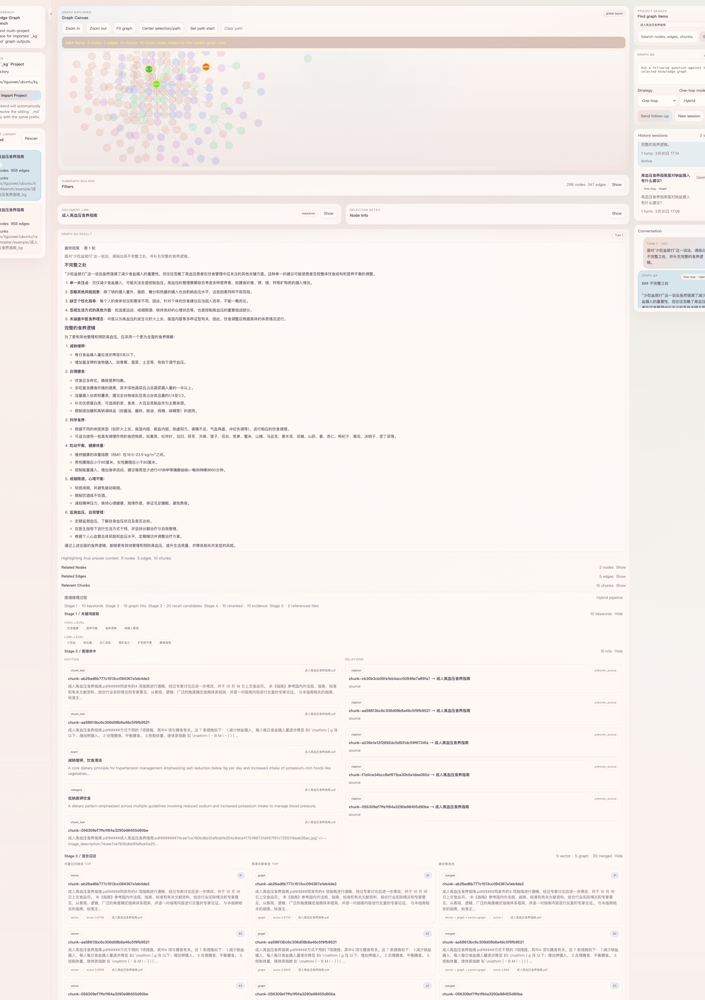 KBENCH
edge Graph
ench
irst multi-project
ace for imported `_kg`
nd` graph outputs.
ER
`_kg` Project
ctory
s/liguowei/ubuntu/kg
Import Project
ckend will automatically
esolve the sibling `_md`
y with the same prefix.
T LIBRARY
ed
Rescan
高血压食养指南
odes 858 edges
unks
s/liguowei/ubuntu/k
rkbench/example/成
血压食养指南_kg
高血压食养指南
odes 858 edges
unks
s/liguowei/ubuntu/ra
master/example/成人
压食养指南_kg
GRAPH EXPLORER
Graph Canvas
global layout
Zoom in
Zoom out
Fit graph
Center selection/path
Set path start
Clear path
Q&A focus 9 nodes 5 edges 10 chunks 10 chunk nodes hidden by the current graph view
SUBGRAPH BUILDER
Filters
298 nodes 347 edges
Show
DOCUMENT LINK
成人高血压食养指南
markdown
Show
SELECTION DETAIL
Node Info
Show
GRAPH QA RESULT
Turn 1
最终结果 · 第 1 轮
面对'少吃盐就行'这一说法，请指出其不完整之处，并补充完整的食养逻辑。
不完整之处
“少吃盐就行”这一说法虽然强调了减少食盐摄入的重要性，但往往忽略了高血压患者在饮食管理中应关注的其他关键方面。这种单一的建议可能使患者忽视整体饮食结构和营养平衡的调整。
1. 单一关注点：仅仅减少食盐摄入，可能无法全面控制血压。高血压的管理需要综合考虑多种营养素，如膳食纤维、钾、镁、钙等矿物质的摄入情况。
2. 忽略其他风险因素：除了钠的摄入量外，脂肪、糖分和热量的摄入也会影响血压水平，这些因素同样不容忽视。
3. 缺乏个性化指导：每个人的身体状况和需求不同，因此，针对个体的饮食建议应当因人而异，不能一概而论。
4. 忽视生活方式的其他方面：如适度运动、戒烟限酒、保持良好的心理状态等，也是控制高血压的重要组成部分。
5. 未涵盖中医食养理念：中医认为高血压的发生与肝火上炎、痰湿内阻等多种证型有关，因此，饮食调整应根据具体的体质情况进行。
完整的食养逻辑
为了更有效地管理和预防高血压，应采用一个更为全面的食养策略：
1. 减钠增钾：
每日食盐摄入量应逐步降至5克以下。
增加富含钾的食物摄入，如香蕉、菠菜、土豆等，有助于调节血压。
2. 合理膳食：
饮食应多样化，确保营养均衡。
多吃富含膳食纤维的蔬果，其中深色蔬菜应占总蔬菜摄入量的一半以上。
适量摄入谷类和薯类，建议全谷物或杂豆类占谷类总量的1/4至1/2。
补充优质蛋白质，可选择奶类、鱼类、大豆及其制品作为主要来源。
限制添加糖和高钠调味品（如酱油、酱料、蚝油、鸡精、味精等）的使用。
3. 科学食养：
根据不同的体质类型（如肝火上炎、痰湿内阻、瘀血内阻、阴虚阳亢、肾精不足、气血两虚、冲任失调等），进行相应的饮食调理。
可适当使用一些具有调理作用的食药物质，如黄芪、杜仲叶、当归、茯苓、天麻、莲子、百合、党参、薏米、山楂、马齿苋、黑木耳、花椒、山药、姜、杏仁、枸杞子、菊花、决明子、苦丁茶等。
4. 吃动平衡，健康体重：
维持健康的体重指数（BMI）在18.5~23.9 kg/m²之间。
男性腰围应小于85厘米，女性腰围应小于80厘米。
控制能量摄入，增加身体活动，建议每周至少进行47次中等强度运动，每次持续3060分钟。
5. 戒烟限酒，心理平衡：
彻底戒烟，并避免被动吸烟。
限制饮酒或不饮酒。
减轻精神压力，保持心理健康，规律作息，保证充足睡眠，避免熬夜。
6. 监测血压，自我管理：
定期监测血压，了解自身血压状况及是否达标。
在医生指导下进行生活方式干预，并坚持长期治疗与自我管理。
根据个人心血管总体风险和血压水平，定期随访并调整治疗方案。
通过上述全面的食养逻辑，能够更有效地管理和预防高血压，提升生活质量，并降低相关并发症的风险。
Highlighting final answer context 9 nodes 5 edges 10 chunks
Related Nodes
2 nodes Show
Related Edges
5 edges Show
Relevant Chunks
10 chunks Show
图谱推理过程
Hybrid pipeline
Stage 1 · 10 keywords Stage 2 · 10 graph hits Stage 3 · 20 recall candidates Stage 4 · 10 reranked · 10 evidence Stage 5 · 2 referenced files
Stage 1 / 关键词提取
10 keywords Hide
HIGH-LEVEL
饮食健康
营养平衡
食养逻辑
钠摄入管理
LOW-LEVEL
少吃盐
钠含量
加工食品
隐形盐分
矿物质平衡
膳食指南
Stage 2 / 图谱命中
10 hits Hide
ENTITIES
chunk_text
成人高血压食养指南.pdf
chunk-ab26ad6b777c1513cc094367a1eb4de2
成人高血压食养指南.pdf#####同发布的4 项指南进行通稿，经过专家讨论后进一步修改，并于 10 月 18 日上交食品司。 本《指南》参考国内外法规、指南、标准
和有关文献资料，结合行业实际情况和专家意见，从客观、逻辑、广泛的角度确定指南体系框架，并逐一对指南内容进行反复的专家论证。 与本指南相关的指南、
标准主...
chunk_text
成人高血压食养指南.pdf
chunk-aa58613bc6c308d08b8a46c5f9fb9521
成人高血压食养指南.pdf#####方式干预的 7项措施，其中4 项与膳食有关。这 7 条措施如下： 1.减少钠盐摄入，每人每日食盐摄入量逐步降至 $5 \mathrm { g }$
以下；增加钾摄入。 2.合理膳食，平衡膳食。 3.控制体重，使体质指数 $( \mathrm { ~ B M I ~ } ) { ...
event
成人高血压食养指南.pdf
减钠增钾，饮食清淡
A core dietary principle for hypertension management emphasizing salt reduction below 5g per day and increased intake of potassium-rich foods like
vegetables...
category
成人高血压食养指南.pdf
低钠高钾饮食
A dietary pattern emphasized across multiple guidelines involving reduced sodium and increased potassium intake to manage blood pressure.
chunk_text
成人高血压食养指南.pdf
chunk-056309ef7ffe1f64a3290e98455d90be
成人高血压食养指南.pdf#####成人高血压食养指南.pdf#######74cee7ce760bdbb5fafbdd1e204c8dce4172498731d457f97c7255118aab26ac.jpg) <!--
image_description:74cee7ce760bdbb5fafbdd1e20...
RELATIONS
relation
unknown_source
chunk-cb30b3cb06fa1bb4acc50946e7a89fa7 → 成人高血压食养指南
source
relation
unknown_source
chunk-aa58613bc6c308d08b8a46c5f9fb9521 → 成人高血压食养指南
source
relation
unknown_source
chunk-a239e1e12f2892dc5d931dc59f6734fa → 成人高血压食养指南
source
relation
unknown_source
chunk-f7d4ce34bcc8ef971ba30b5a1dee065d → 成人高血压食养指南
source
relation
unknown_source
chunk-056309ef7ffe1f64a3290e98455d90be → 成人高血压食养指南
source
Stage 3 / 混合召回
5 vector · 5 graph · 20 merged Hide
向量召回候选 TOP
vector
#1
chunk-ab26ad6b777c1513cc094367a1eb4de2
成人高血压食养指南.pdf#####同发布的4 项指南进行通稿，经过专家讨论后进一步修改，并于 10 月 18
日上交食品司。 本《指南》参考国内外法规、指南、标准和有关文献资料，结合行业实际情况和专家意
见，从客观、逻辑、广泛的角度确定指南体系框架，并逐一对指南内容进行反复的专家论证。 与本指南相
关的指南、标准主...
vector
score 0.6734
成人高血压食养指南.pdf
vector
#2
chunk-aa58613bc6c308d08b8a46c5f9fb9521
成人高血压食养指南.pdf#####方式干预的 7项措施，其中4 项与膳食有关。这 7 条措施如下： 1.减少钠盐
摄入，每人每日食盐摄入量逐步降至 $5 \mathrm { g }$ 以下；增加钾摄入。 2.合理膳食，平衡膳食。 3.
控制体重，使体质指数 $( \mathrm { ~ B M I ~ } ) { ...
vector
score 0.6559
成人高血压食养指南.pdf
vector
#3
chunk-056309ef7ffe1f64a3290e98455d90be
图谱关联候选 TOP
graph
#1
chunk-ab26ad6b777c1513cc094367a1eb4de2
成人高血压食养指南.pdf#####同发布的4 项指南进行通稿，经过专家讨论后进一步修改，并于 10 月 18
日上交食品司。 本《指南》参考国内外法规、指南、标准和有关文献资料，结合行业实际情况和专家意
见，从客观、逻辑、广泛的角度确定指南体系框架，并逐一对指南内容进行反复的专家论证。 与本指南相
关的指南、标准主...
graph
score 0.6734
成人高血压食养指南.pdf
graph
#2
chunk-aa58613bc6c308d08b8a46c5f9fb9521
成人高血压食养指南.pdf#####方式干预的 7项措施，其中4 项与膳食有关。这 7 条措施如下： 1.减少钠盐
摄入，每人每日食盐摄入量逐步降至 $5 \mathrm { g }$ 以下；增加钾摄入。 2.合理膳食，平衡膳食。 3.
控制体重，使体质指数 $( \mathrm { ~ B M I ~ } ) { ...
graph
score 0.6559
成人高血压食养指南.pdf
graph
#3
chunk-056309ef7ffe1f64a3290e98455d90be
融合候选池
merged
#1
chunk-ab26ad6b777c1513cc094367a1eb4de2
成人高血压食养指南.pdf#####同发布的4 项指南进行通稿，经过专家讨论后进一步修改，并于 10 月 18
日上交食品司。 本《指南》参考国内外法规、指南、标准和有关文献资料，结合行业实际情况和专家意
见，从客观、逻辑、广泛的角度确定指南体系框架，并逐一对指南内容进行反复的专家论证。 与本指南相
关的指南、标准主...
vector + graph + vector+graph
score 1
成人高血压食养指南.pdf
merged
#2
chunk-aa58613bc6c308d08b8a46c5f9fb9521
成人高血压食养指南.pdf#####方式干预的 7项措施，其中4 项与膳食有关。这 7 条措施如下： 1.减少钠盐
摄入，每人每日食盐摄入量逐步降至 $5 \mathrm { g }$ 以下；增加钾摄入。 2.合理膳食，平衡膳食。 3.
控制体重，使体质指数 $( \mathrm { ~ B M I ~ } ) { ...
vector + graph + vector+graph
score 0.884
成人高血压食养指南.pdf
merged
#3
chunk-056309ef7ffe1f64a3290e98455d90be
PROJECT SEARCH
Find graph items
成人高血压食养指南
Search nodes, edges, chunks,
S
GRAPH QA
Ask a follow-up question against t
selected knowledge graph
Strategy
One-hop mode
One-hop
Hybrid
Send follow-up
New session
History sessions
2 s
完整的食养逻辑。
1 turns 3月30日 17:14
Active
高血压食养指南里对钠盐摄入
有什么建议?
Delet
One-hop · Graph
高血压食养指南里对钠盐摄入
有什么建议?
1 turns 3月30日 17:06
Conversation
TURN 1 · YOU
面对'少吃盐就行'这一说法，请指出
不完整之处，并补充完整的食养逻
辑。
GRAPH QA
One-hop · Hybr
### 不完整之处
“少吃盐就行”这一说法虽然强调了减少
盐摄入的重要性，但往往忽略了高血压
者在饮食管理中应关注的其他关键方面